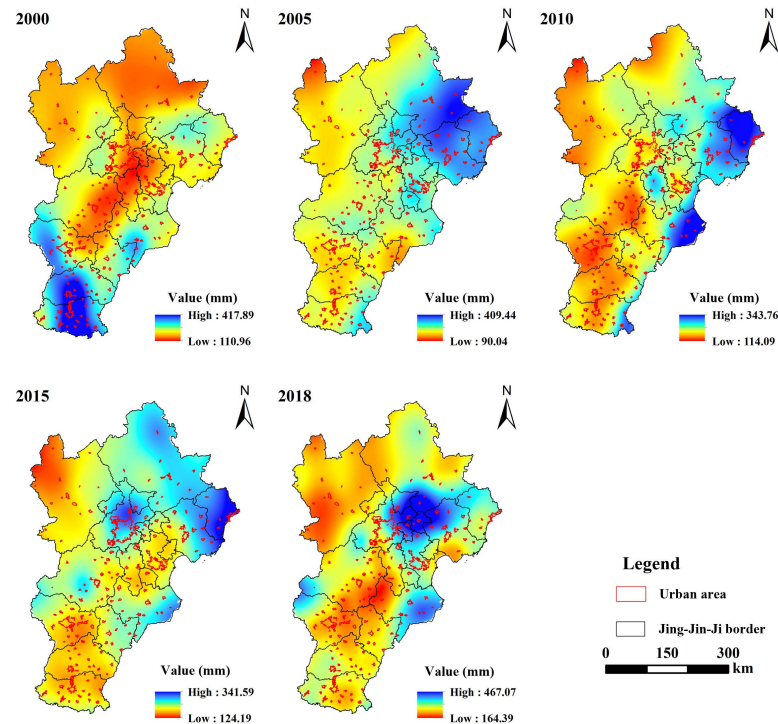 2000
N
Value (mm)
High : 417.89
Low : 110.96
2005
N
Value (mm)
High : 409.44
Low : 90.04
2010
N
Value (mm)
High : 343.76
Low : 114.09
2015
N
Value (mm)
High : 341.59
Low : 124.19
2018
N
Value (mm)
High : 467.07
Low : 164.39
Legend
Urban area
Jing-Jin-Ji border
0 150 300
km